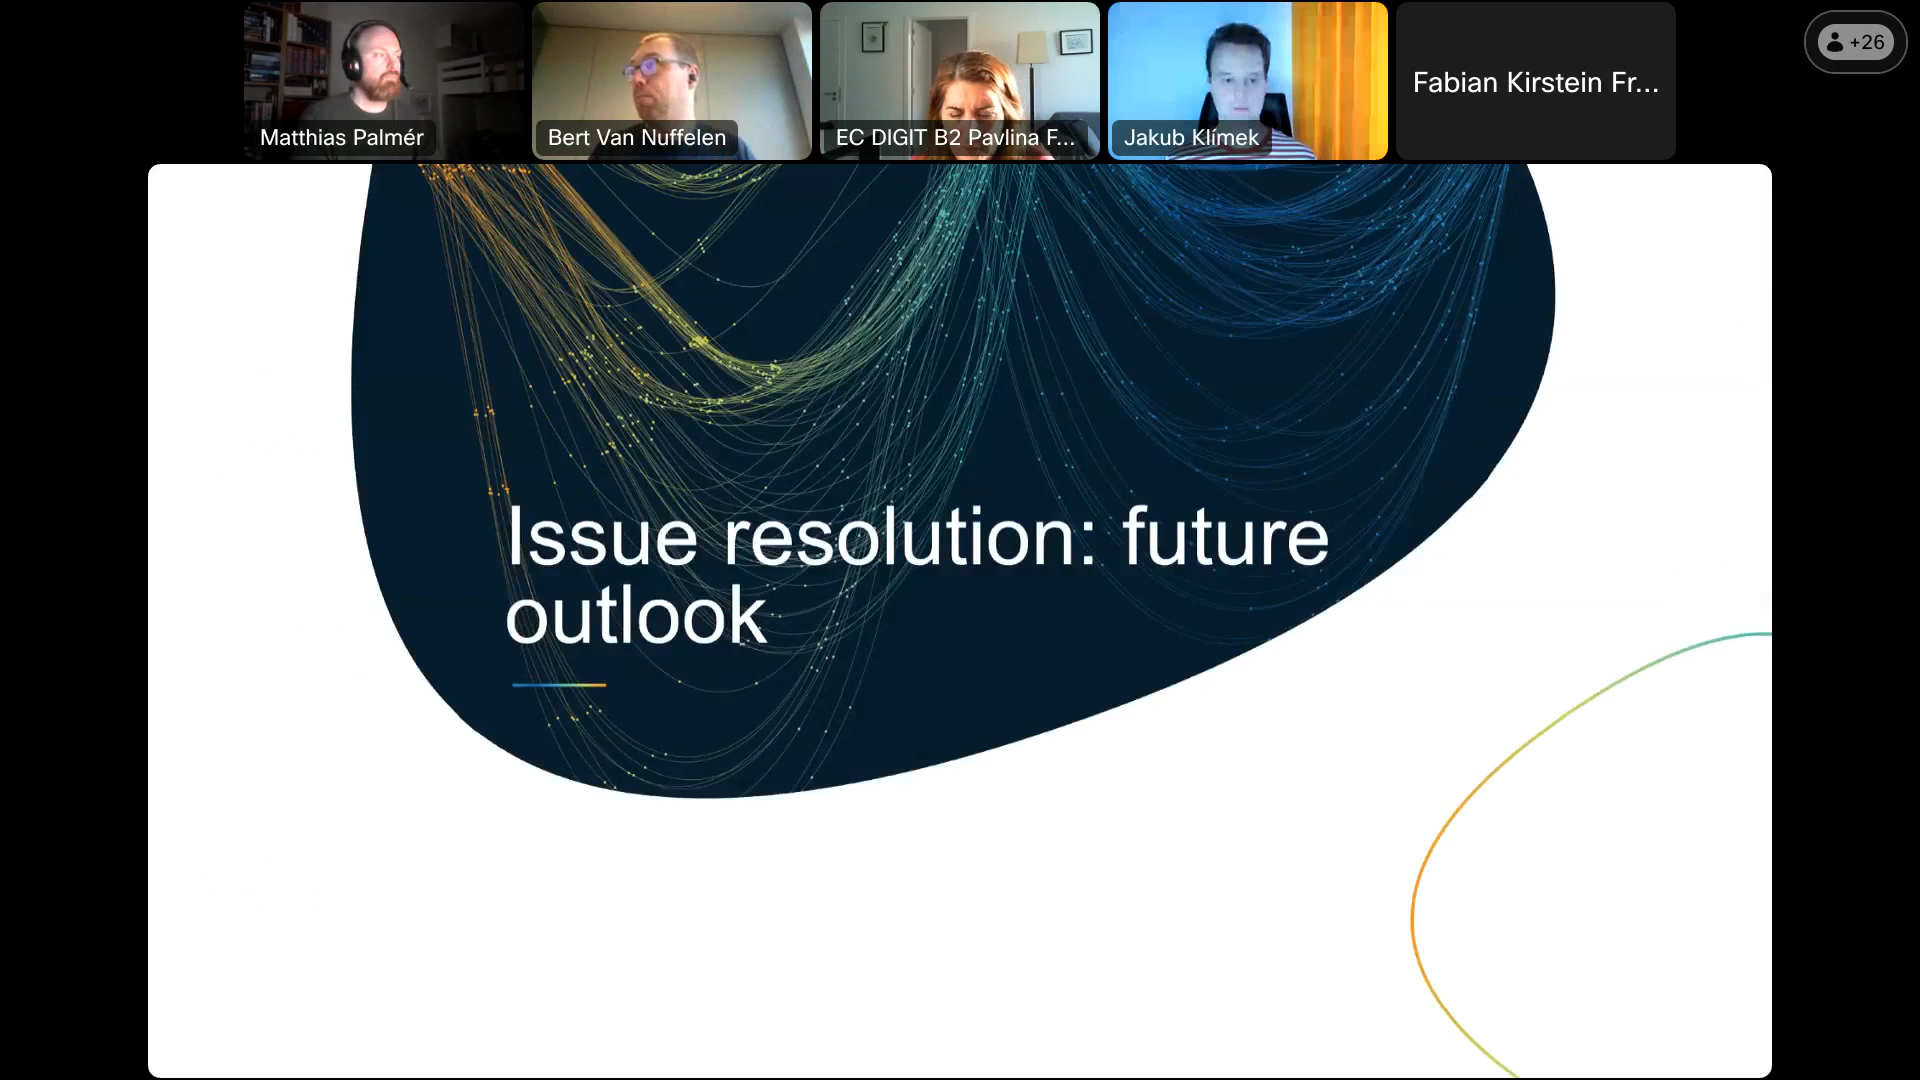 Matthias Palmér
Bert Van Nuffelen
EC DIGIT B2 Pavlina F...
Jakub Klímek
Fabian Kirstein Fr...
+26
Issue resolution: future
outlook